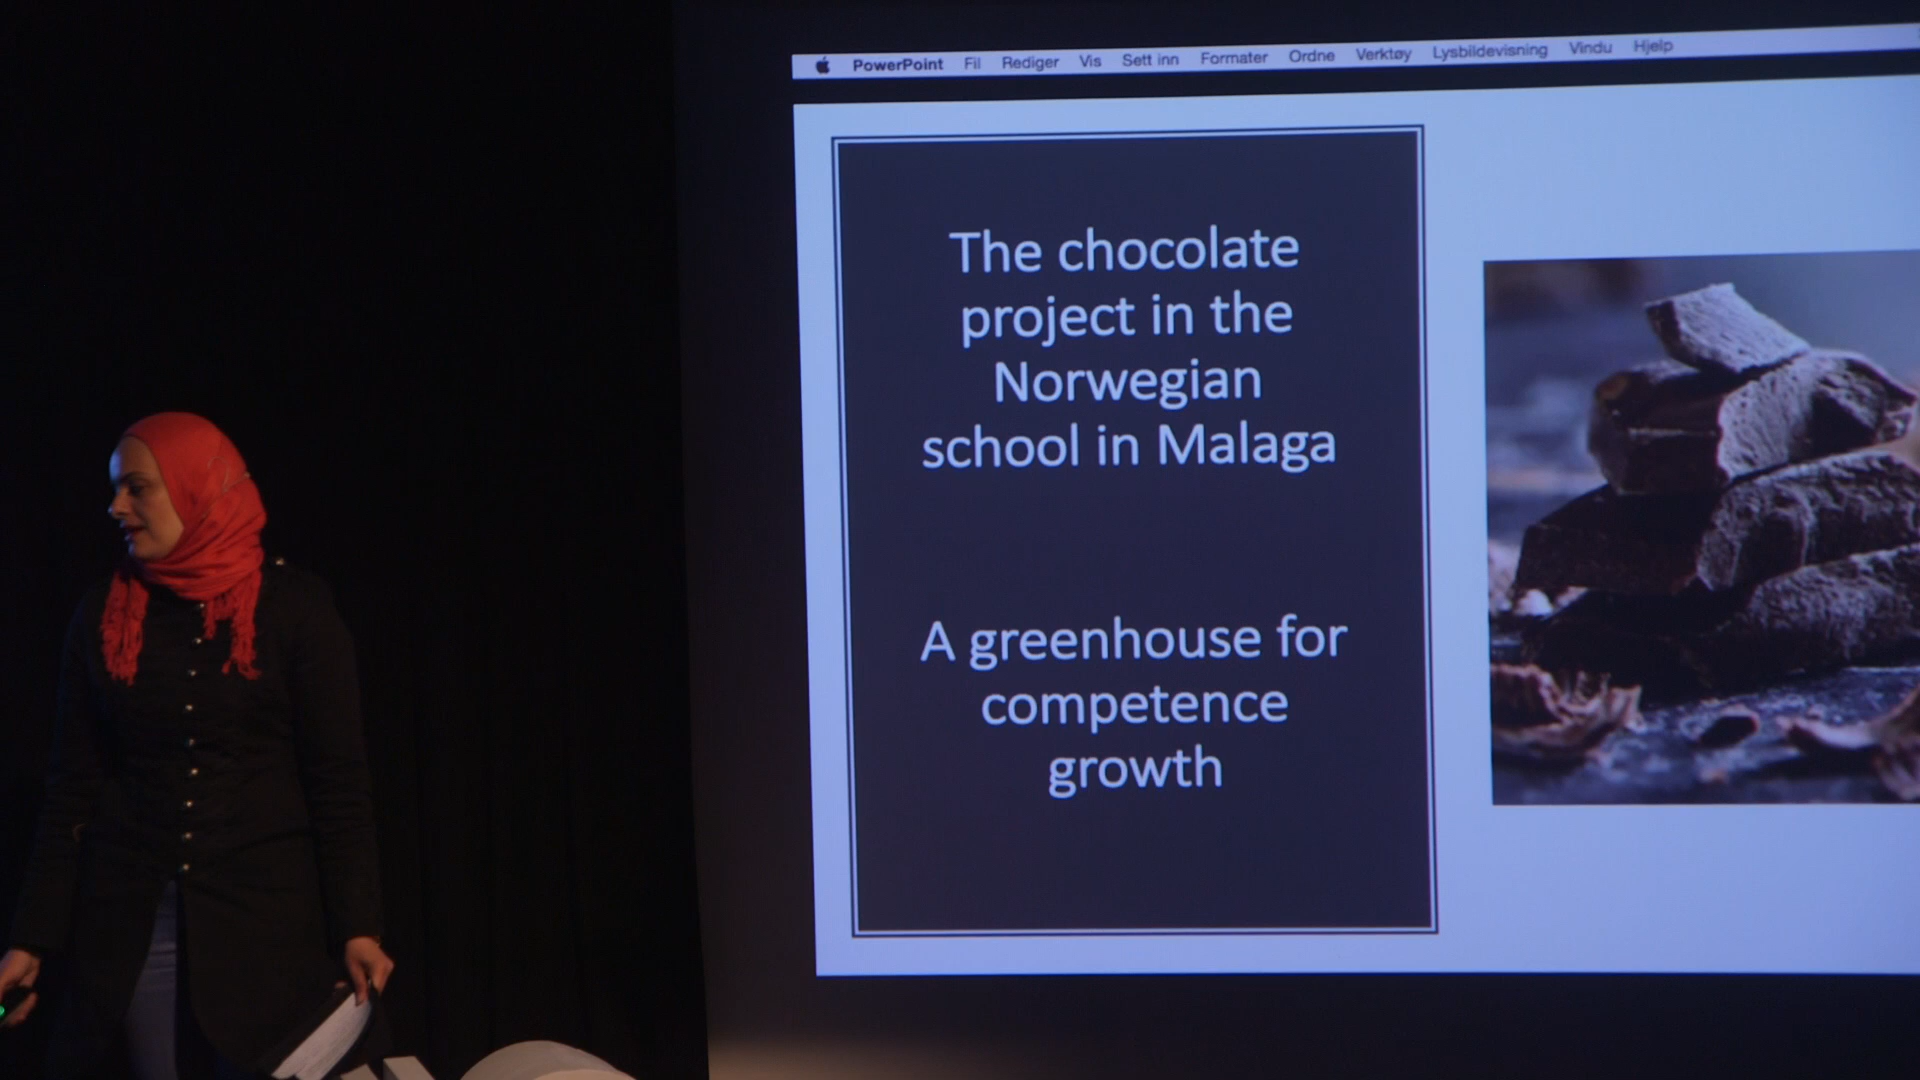 PowerPoint Fil Rediger Vis Sett inn Formater Ordne Verktøy Lysbildevisning Vindu Hjelp
The chocolate
project in the
Norwegian
school in Malaga
A greenhouse for
competence
growth